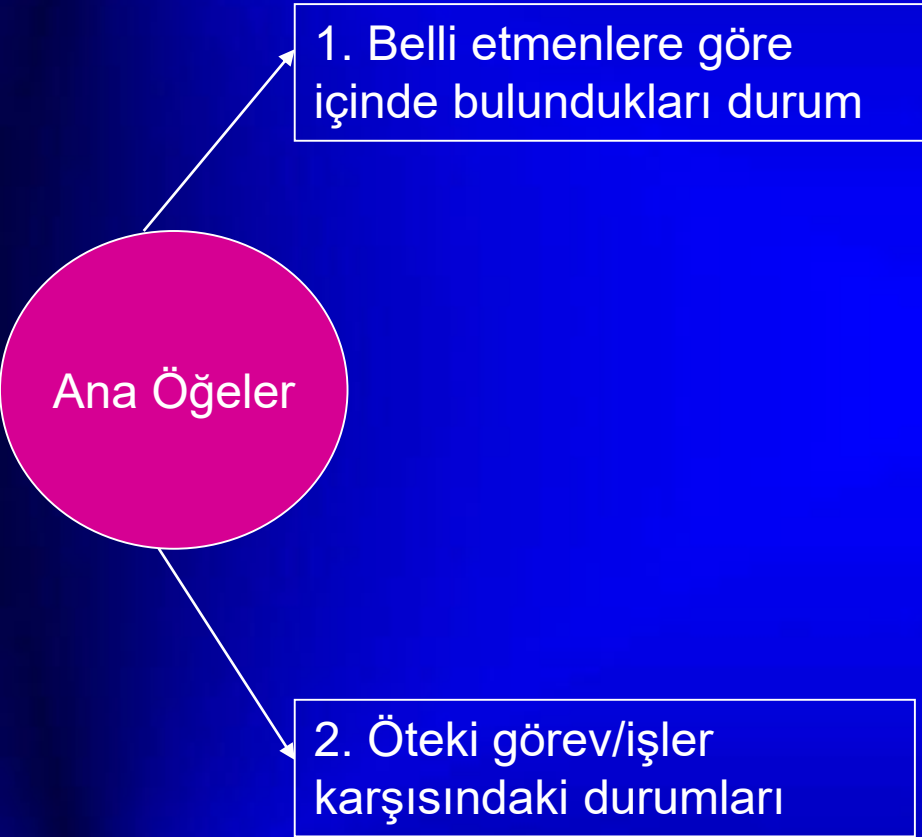 1. Belli etmenlere göre
içinde bulundukları durum
Ana Öğeler
2. Öteki görev/işler
karşısındaki durumları